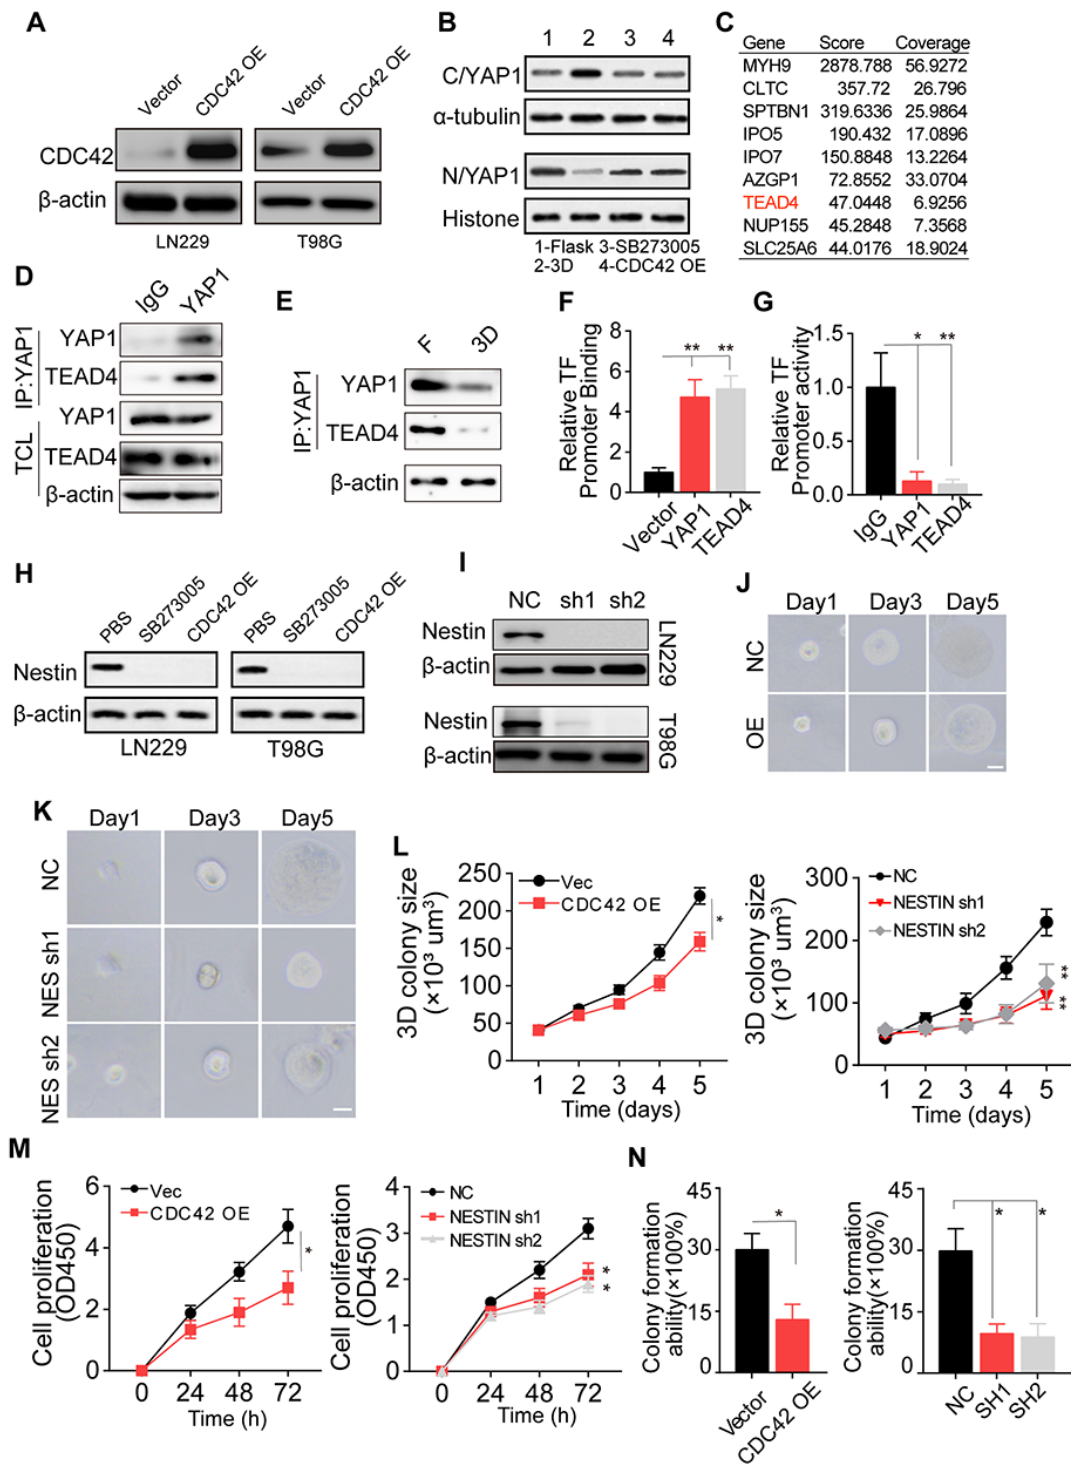 A
Vector
CDC42 OE
Vector
CDC42 OE
CDC42
β-actin
LN229
T98G
B
1 2 3 4
C/YAP1
α-tubulin
N/YAP1
Histone
1-Flask 3-SB273005
2-3D 4-CDC42 OE
C
Gene Score Coverage
MYH9 2878.788 56.9272
CLTC 357.72 26.796
SPTBN1 319.6336 25.9864
IPO5 190.432 17.0896
IPO7 150.8848 13.2264
AZGP1 72.8552 33.0704
TEAD4 47.0448 6.9256
NUP155 45.2848 7.3568
SLC25A6 44.0176 18.9024
D
IgG
YAP1
IP:YAP1
YAP1
TEAD4
TCL
YAP1
TEAD4
β-actin
E
F 3D
IP:YAP1
YAP1
TEAD4
β-actin
F
Relative TF
Promoter Binding
8
6
4
2
0
** **
Vector
YAP1
TEAD4
G
Relative TF
Promoter activity
1.5
1.0
0.5
0.0
* **
IgG
YAP1
TEAD4
H
PBS
SB273005
CDC42 OE
PBS
SB273005
CDC42 OE
Nestin
β-actin
LN229
T98G
I
NC sh1 sh2
Nestin
β-actin
LN229
Nestin
β-actin
T98G
J
Day1 Day3 Day5
NC
OE
K
Day1 Day3 Day5
NC
NES sh1
NES sh2
L
3D colony size
(×10³ um³)
250
200
150
100
50
0
Vec
CDC42 OE
*
1 2 3 4 5
Time (days)
3D colony size
(×10³ um³)
300
200
100
0
NC
NESTIN sh1
NESTIN sh2
**
**
1 2 3 4 5
Time (days)
M
Cell proliferation
(OD450)
6
4
2
0
Vec
CDC42 OE
*
0 24 48 72
Time (h)
Cell proliferation
(OD450)
4
3
2
1
0
NC
NESTIN sh1
NESTIN sh2
*
*
0 24 48 72
Time (h)
N
Colony formation
ability(×100%)
45
30
15
0
*
Vector
CDC42 OE
Colony formation
ability(×100%)
45
30
15
0
* *
NC
SH1
SH2